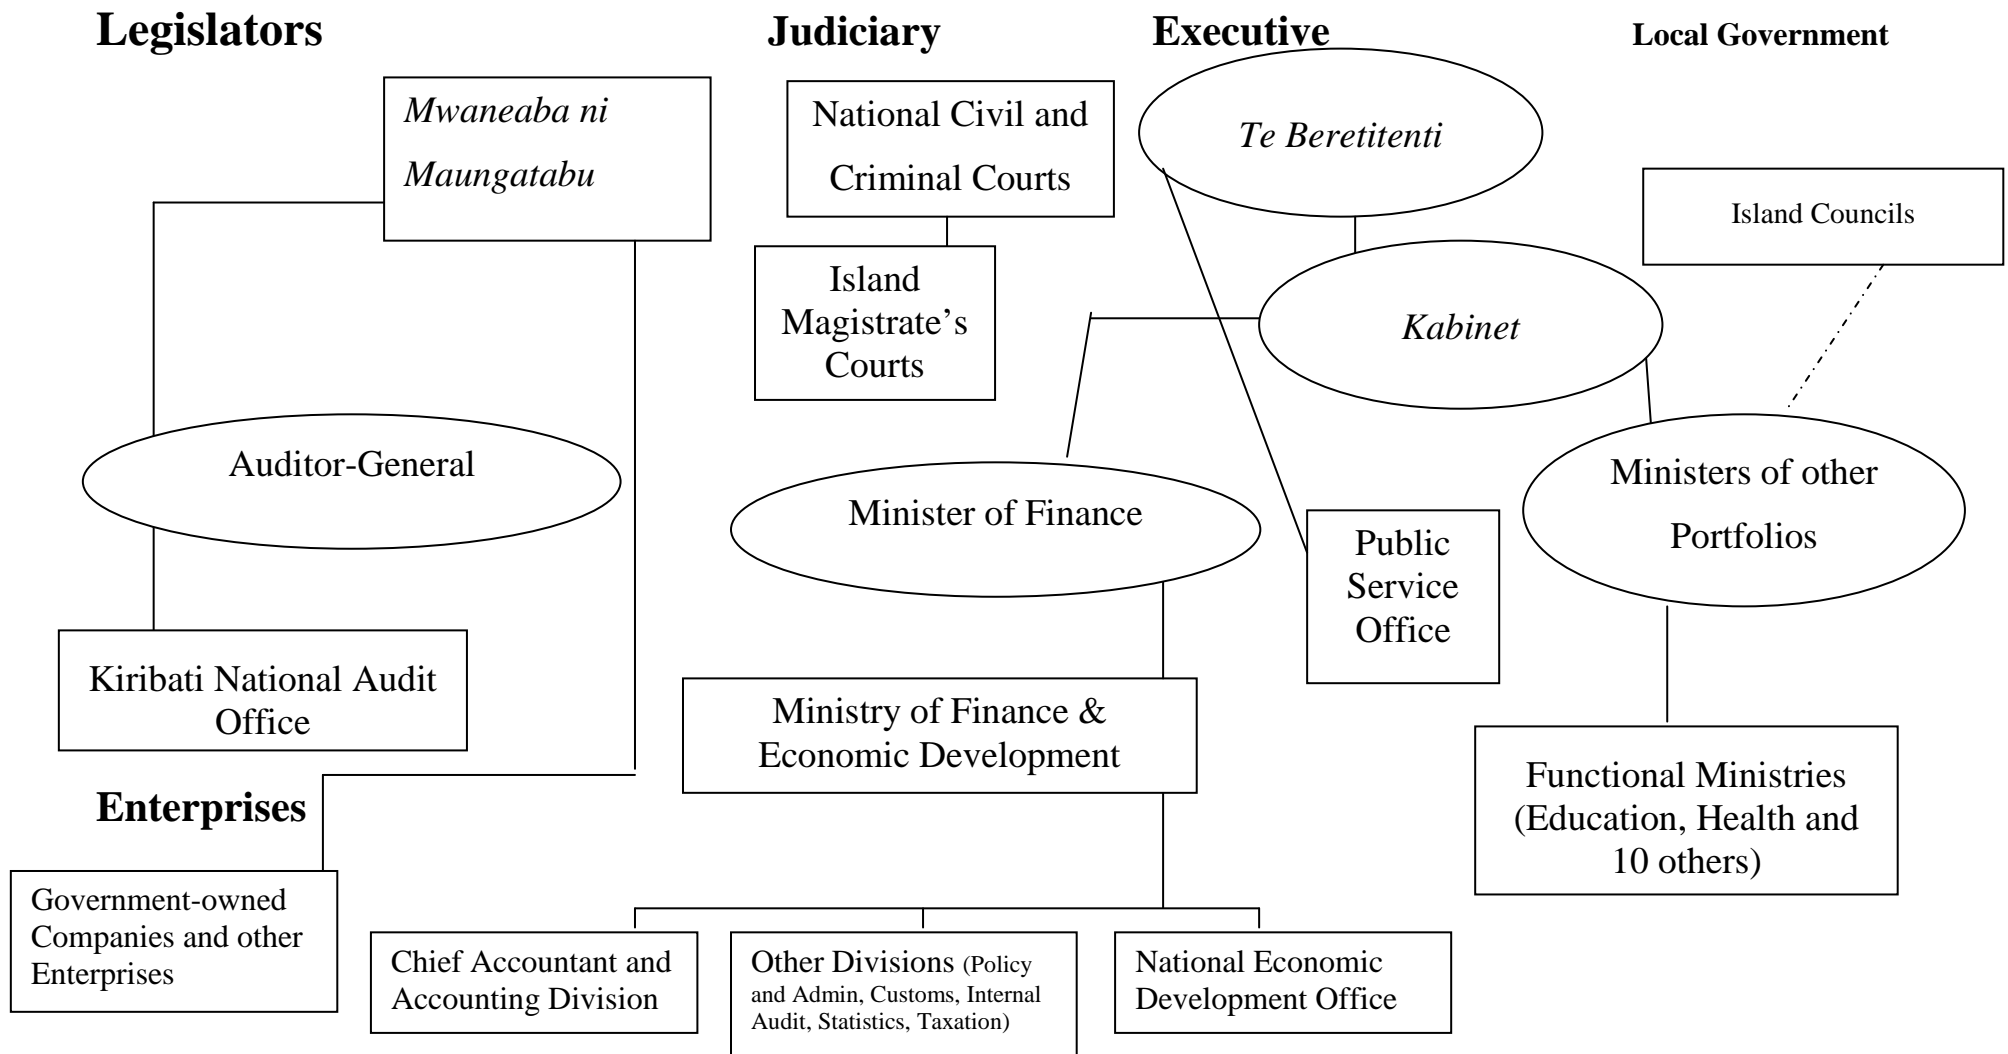 Legislators
Judiciary
Executive
Local Government
Mwaneaba ni
Maungatabu
National Civil and
Criminal Courts
Te Beretitenti
Island Councils
Island
Magistrate’s
Courts
Kabinet
Auditor-General
Minister of Finance
Public
Service
Office
Ministers of other
Portfolios
Kiribati National Audit
Office
Ministry of Finance &
Economic Development
Functional Ministries
(Education, Health and
10 others)
Enterprises
Government-owned
Companies and other
Enterprises
Chief Accountant and
Accounting Division
Other Divisions (Policy
and Admin, Customs, Internal
Audit, Statistics, Taxation)
National Economic
Development Office